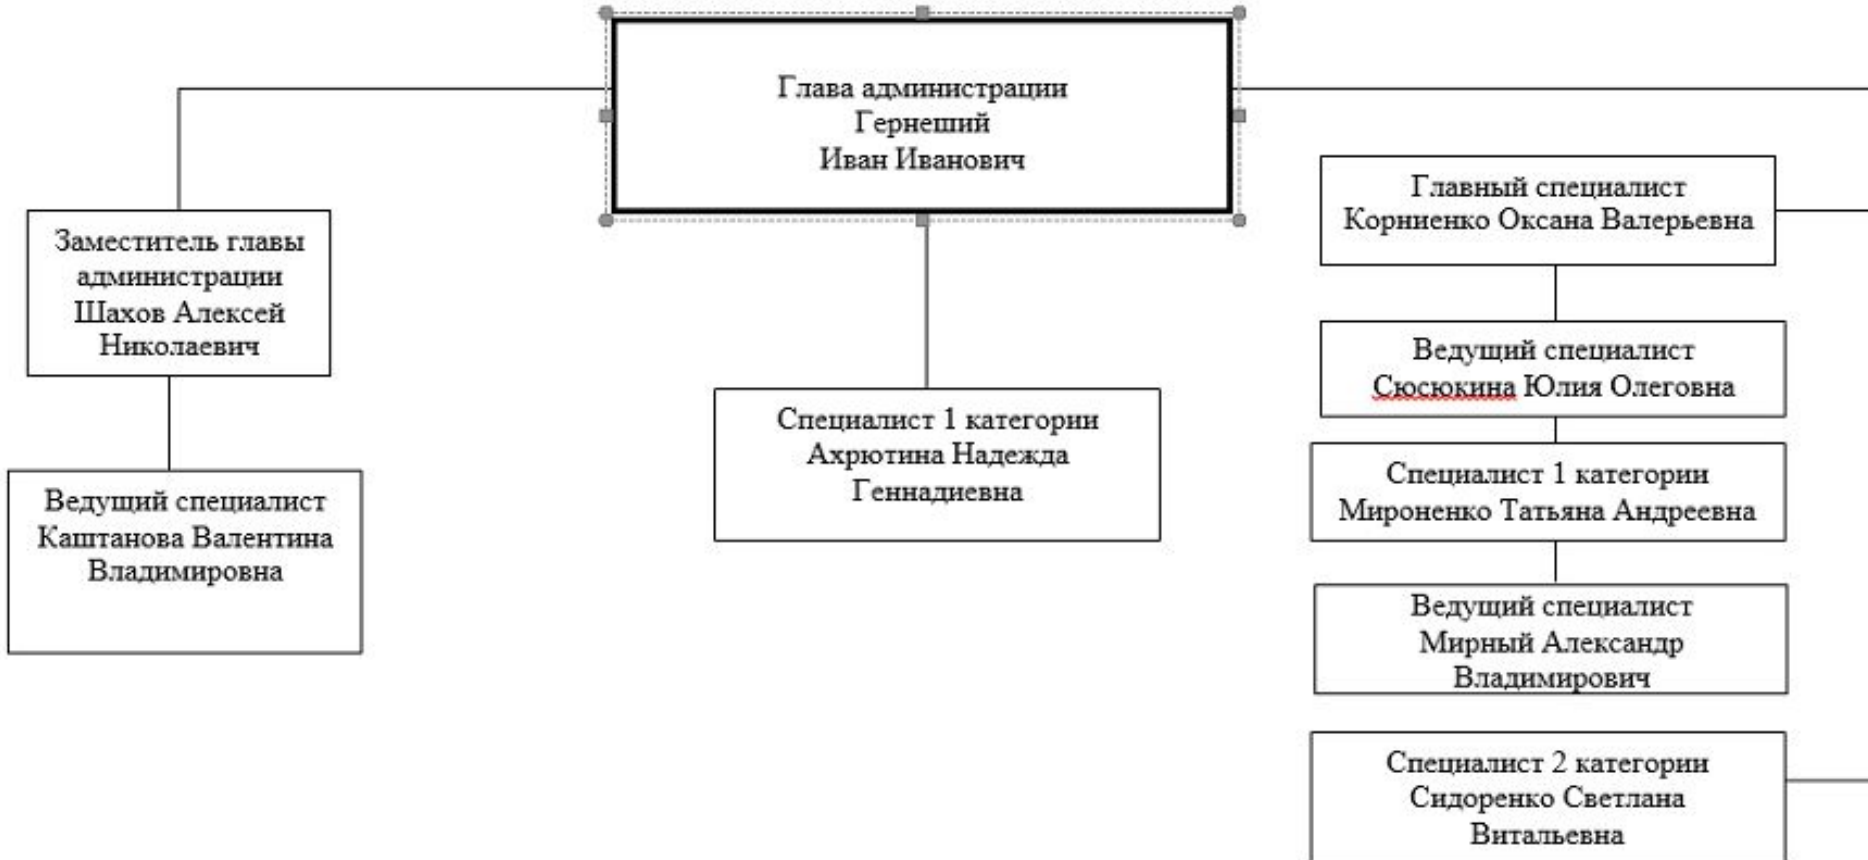 Глава администрации
Гернеший
Иван Иванович
Заместитель главы
администрации
Шахов Алексей
Николаевич
Ведущий специалист
Каштанова Валентина
Владимировна
Специалист 1 категории
Ахрютина Надежда
Геннадиевна
Главный специалист
Корниенко Оксана Валерьевна
Ведущий специалист
Сюсюкина Юлия Олеговна
Специалист 1 категории
Мироненко Татьяна Андреевна
Ведущий специалист
Мирный Александр
Владимирович
Специалист 2 категории
Сидоренко Светлана
Витальевна